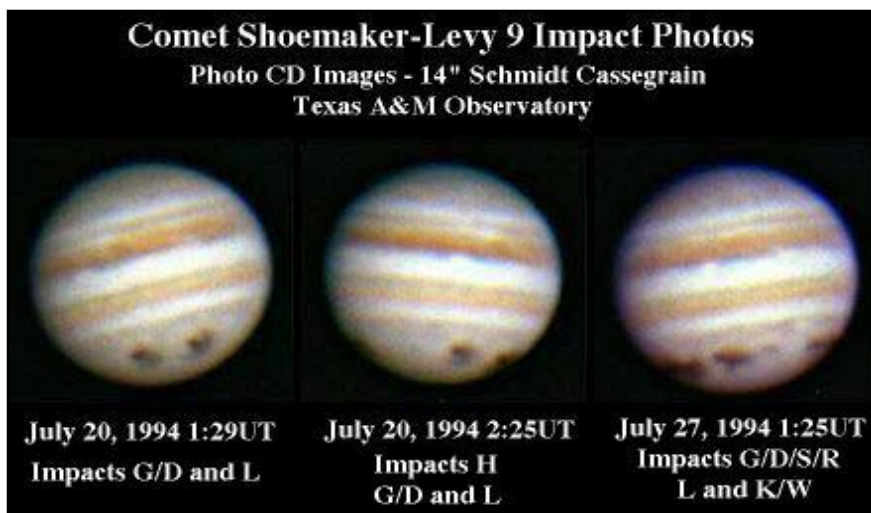 Comet Shoemaker-Levy 9 Impact Photos
Photo CD Images - 14" Schmidt Cassegrain
Texas A&M Observatory
July 20, 1994 1:29UT
Impacts G/D and L
July 20, 1994 2:25UT
Impacts H
G/D and L
July 27, 1994 1:25UT
Impacts G/D/S/R
L and K/W